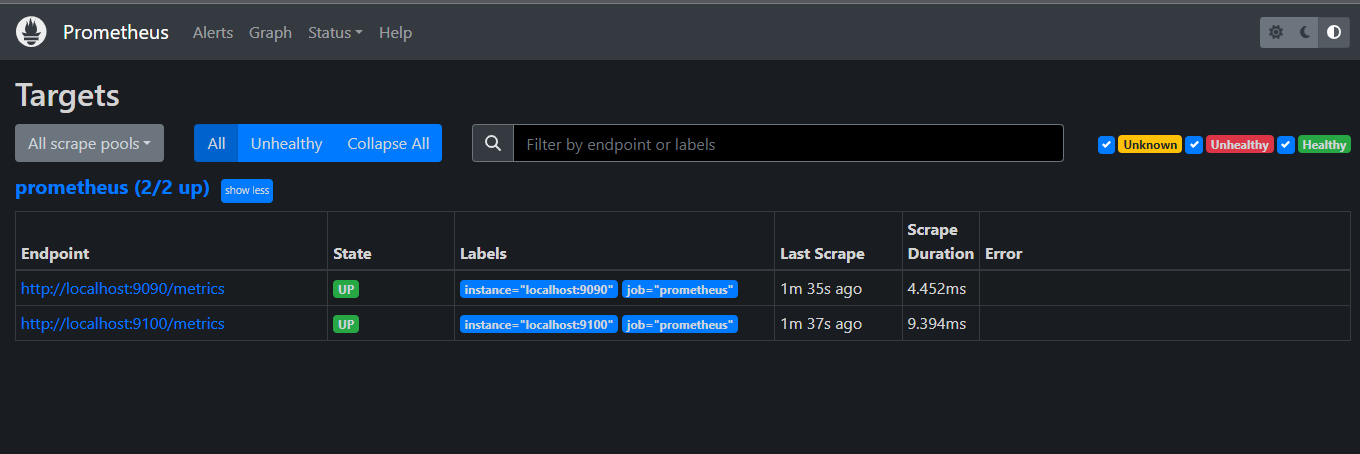 Prometheus Alerts Graph Status Help
Targets
All scrape pools All Unhealthy Collapse All Filter by endpoint or labels Unknown Unhealthy Healthy
prometheus (2/2 up) show less
Endpoint State Labels Last Scrape Scrape Duration Error
http://localhost:9090/metrics UP instance="localhost:9090" job="prometheus" 1m 35s ago 4.452ms
http://localhost:9100/metrics UP instance="localhost:9100" job="prometheus" 1m 37s ago 9.394ms